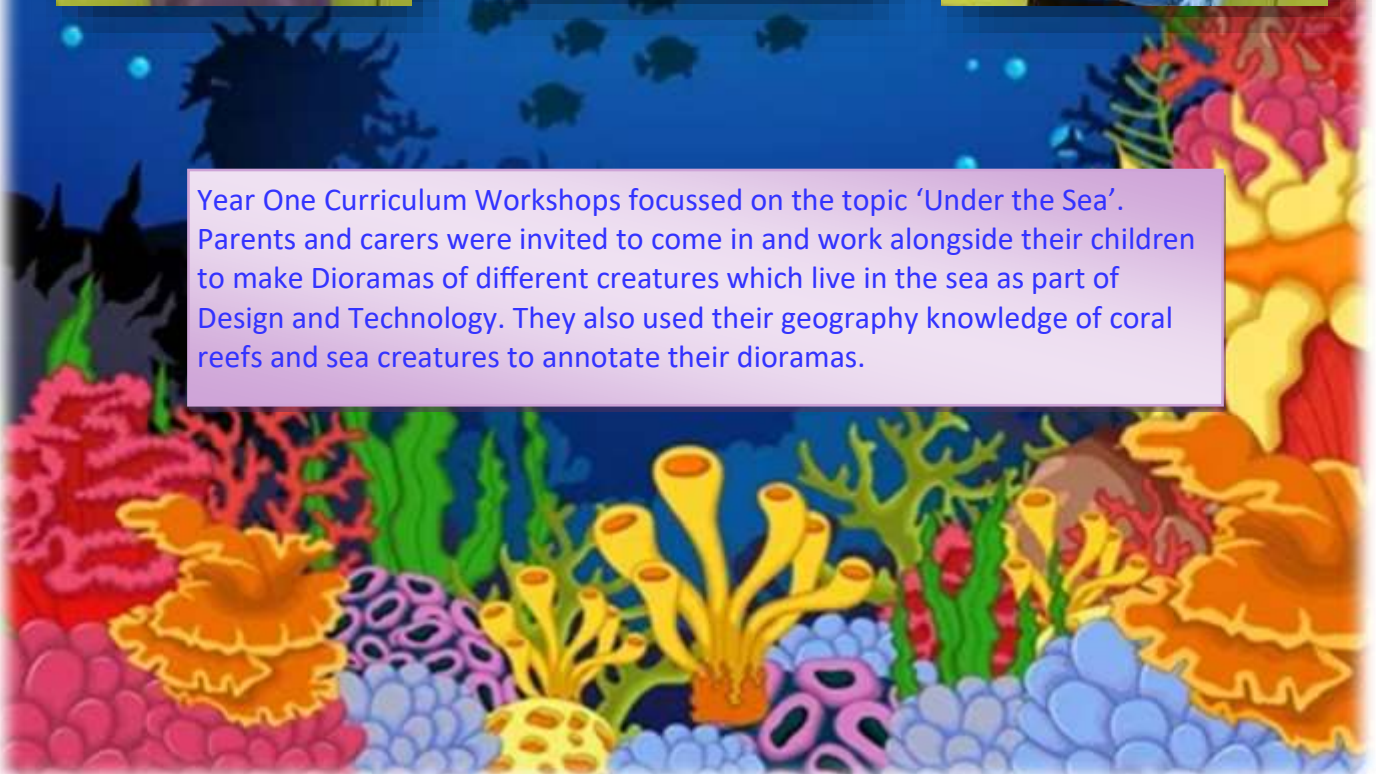 Year One Curriculum Workshops focussed on the topic ‘Under the Sea’.
Parents and carers were invited to come in and work alongside their children
to make Dioramas of different creatures which live in the sea as part of
Design and Technology. They also used their geography knowledge of coral
reefs and sea creatures to annotate their dioramas.